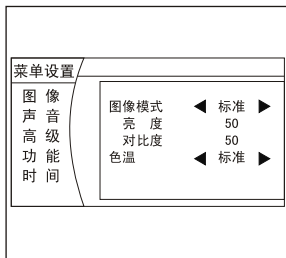 菜单设置
图 像
声 音
高 级
功 能
时 间
图像模式 ◀ 标准 ▶
亮 度 50
对比度 50
色温 ◀ 标准 ▶